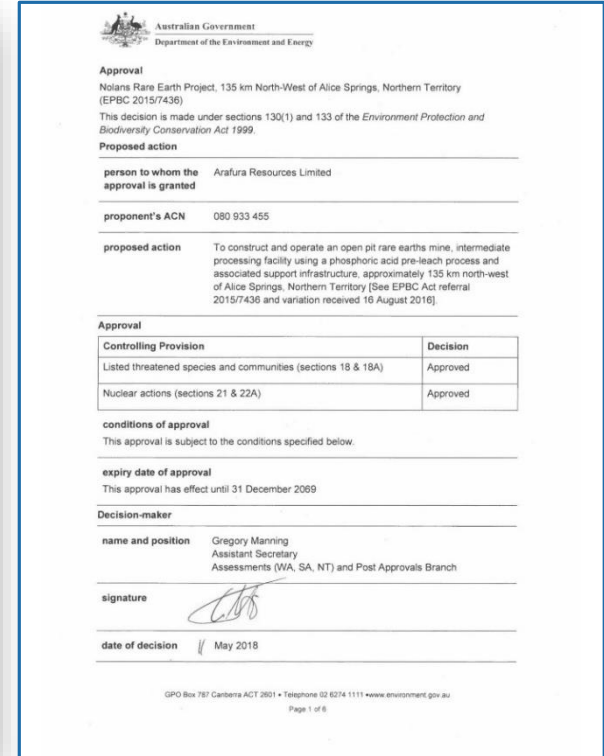 Australian Government
Department of the Environment and Energy
Approval
Nolans Rare Earth Project, 135 km North-West of Alice Springs, Northern Territory
(EPBC 2015/7436)
This decision is made under sections 130(1) and 133 of the Environment Protection and
Biodiversity Conservation Act 1999.
Proposed action
person to whom the approval is granted Arafura Resources Limited
proponent's ACN 080 933 455
proposed action To construct and operate an open pit rare earths mine, intermediate
processing facility using a phosphoric acid pre-leach process and
associated support infrastructure, approximately 135 km north-west
of Alice Springs, Northern Territory [See EPBC Act referral
2015/7436 and variation received 16 August 2016].
Approval
Controlling Provision Decision
Listed threatened species and communities (sections 18 & 18A) Approved
Nuclear actions (sections 21 & 22A) Approved
conditions of approval
This approval is subject to the conditions specified below.
expiry date of approval
This approval has effect until 31 December 2069
Decision-maker
name and position Gregory Manning
Assistant Secretary
Assessments (WA, SA, NT) and Post Approvals Branch
signature
date of decision 11 May 2018
GPO Box 787 Canberra ACT 2601 • Telephone 02 6274 1111 •www.environment.gov.au
Page 1 of 6